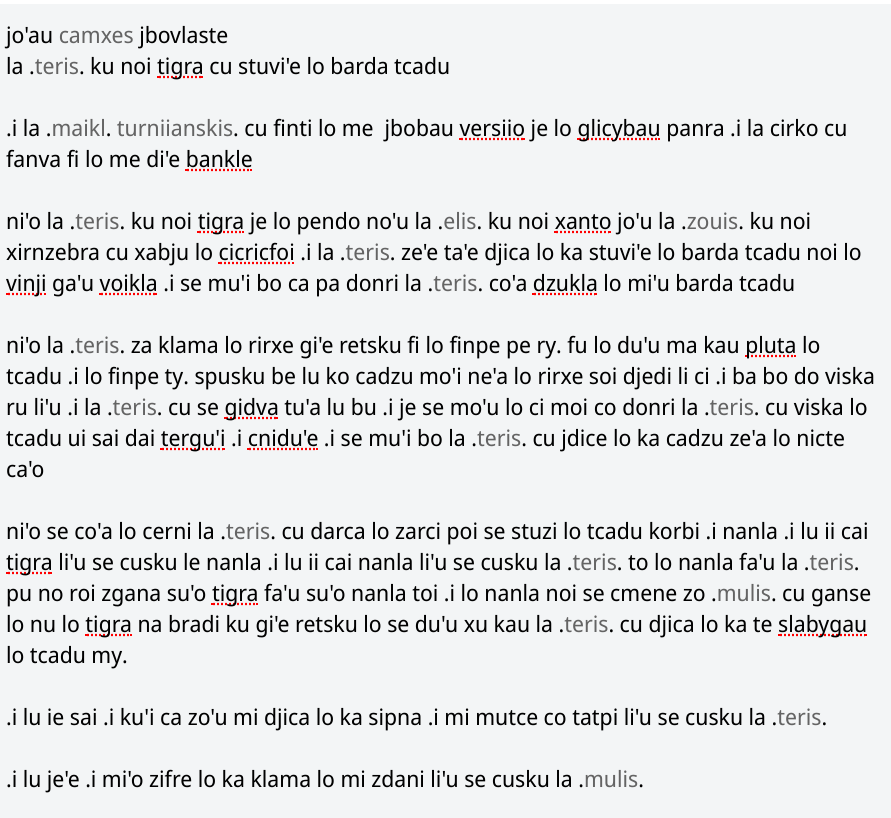 jo'au camxes jbovlaste
la .teris. ku noi tigra cu stuvi'e lo barda tcadu
.i la .maikl. turniianskis. cu finti lo me jbobau versiio je lo glicybau panra .i la cirko cu
fanva fi lo me di'e bankle
ni'o la .teris. ku noi tigra je lo pendo no'u la .elis. ku noi xanto jo'u la .zouis. ku noi
xirnzebra cu xabju lo cicricfoi .i la .teris. ze'e ta'e djica lo ka stuvi'e lo barda tcadu noi lo
vinji ga'u voikla .i se mu'i bo ca pa donri la .teris. co'a dzukla lo mi'u barda tcadu
ni'o la .teris. za klama lo rirxe gi'e retsku fi lo finpe pe ry. fu lo du'u ma kau pluta lo
tcadu .i lo finpe ty. spusku be lu ko cadzu mo'i ne'a lo rirxe soi djedi li ci .i ba bo do viska
ru li'u .i la .teris. cu se gidva tu'a lu bu .i je se mo'u lo ci moi co donri la .teris. cu viska lo
tcadu ui sai dai tergu'i .i cnidu'e .i se mu'i bo la .teris. cu jdice lo ka cadzu ze'a lo nicte
ca'o
ni'o se co'a lo cerni la .teris. cu darca lo zarci poi se stuzi lo tcadu korbi .i nanla .i lu ii cai
tigra li'u se cusku le nanla .i lu ii cai nanla li'u se cusku la .teris. to lo nanla fa'u la .teris.
pu no roi zgana su'o tigra fa'u su'o nanla toi .i lo nanla noi se cmene zo .mulis. cu ganse
lo nu lo tigra na bradi ku gi'e retsku lo se du'u xu kau la .teris. cu djica lo ka te slabygau
lo tcadu my.
.i lu ie sai .i ku'i ca zo'u mi djica lo ka sipna .i mi mutce co tatpi li'u se cusku la .teris.
.i lu je'e .i mi'o zifre lo ka klama lo mi zdani li'u se cusku la .mulis.